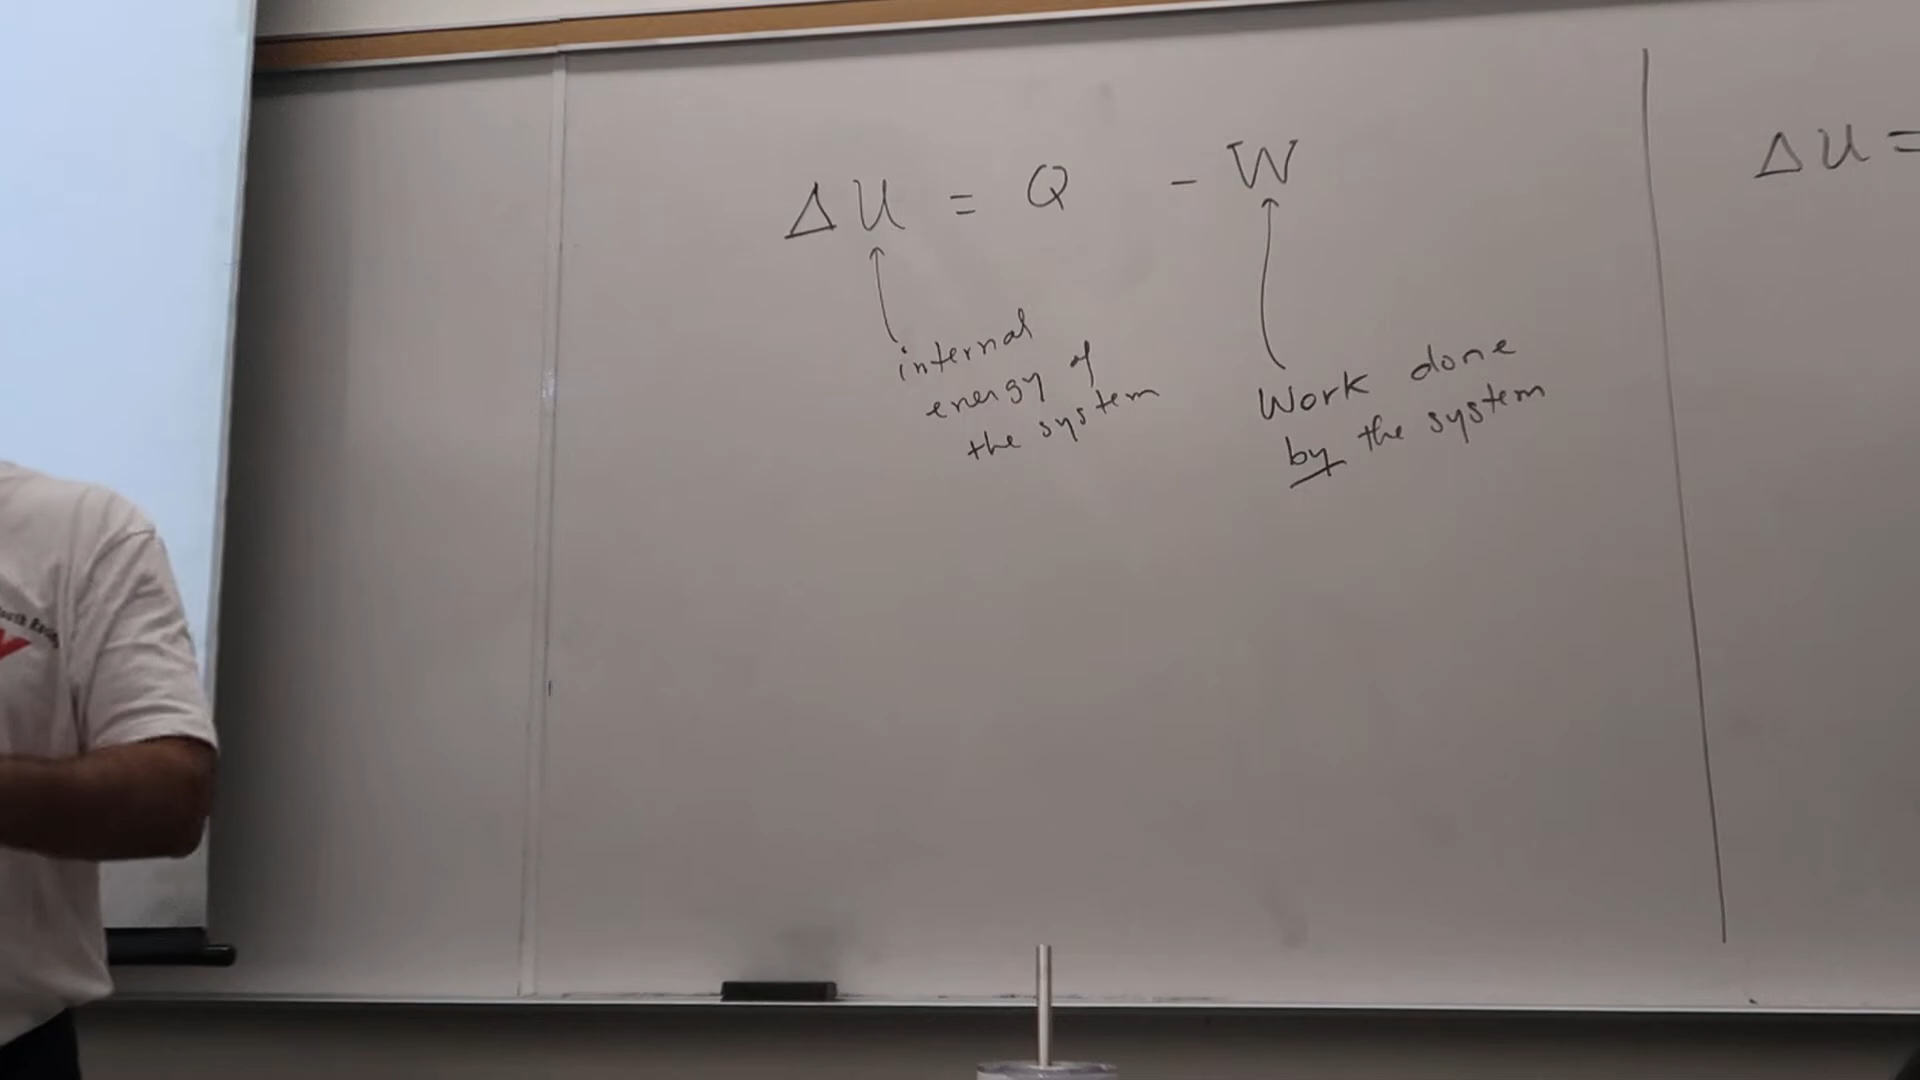 ΔU = Q - W
internal
energy of
the system
Work done
by the system
ΔU =